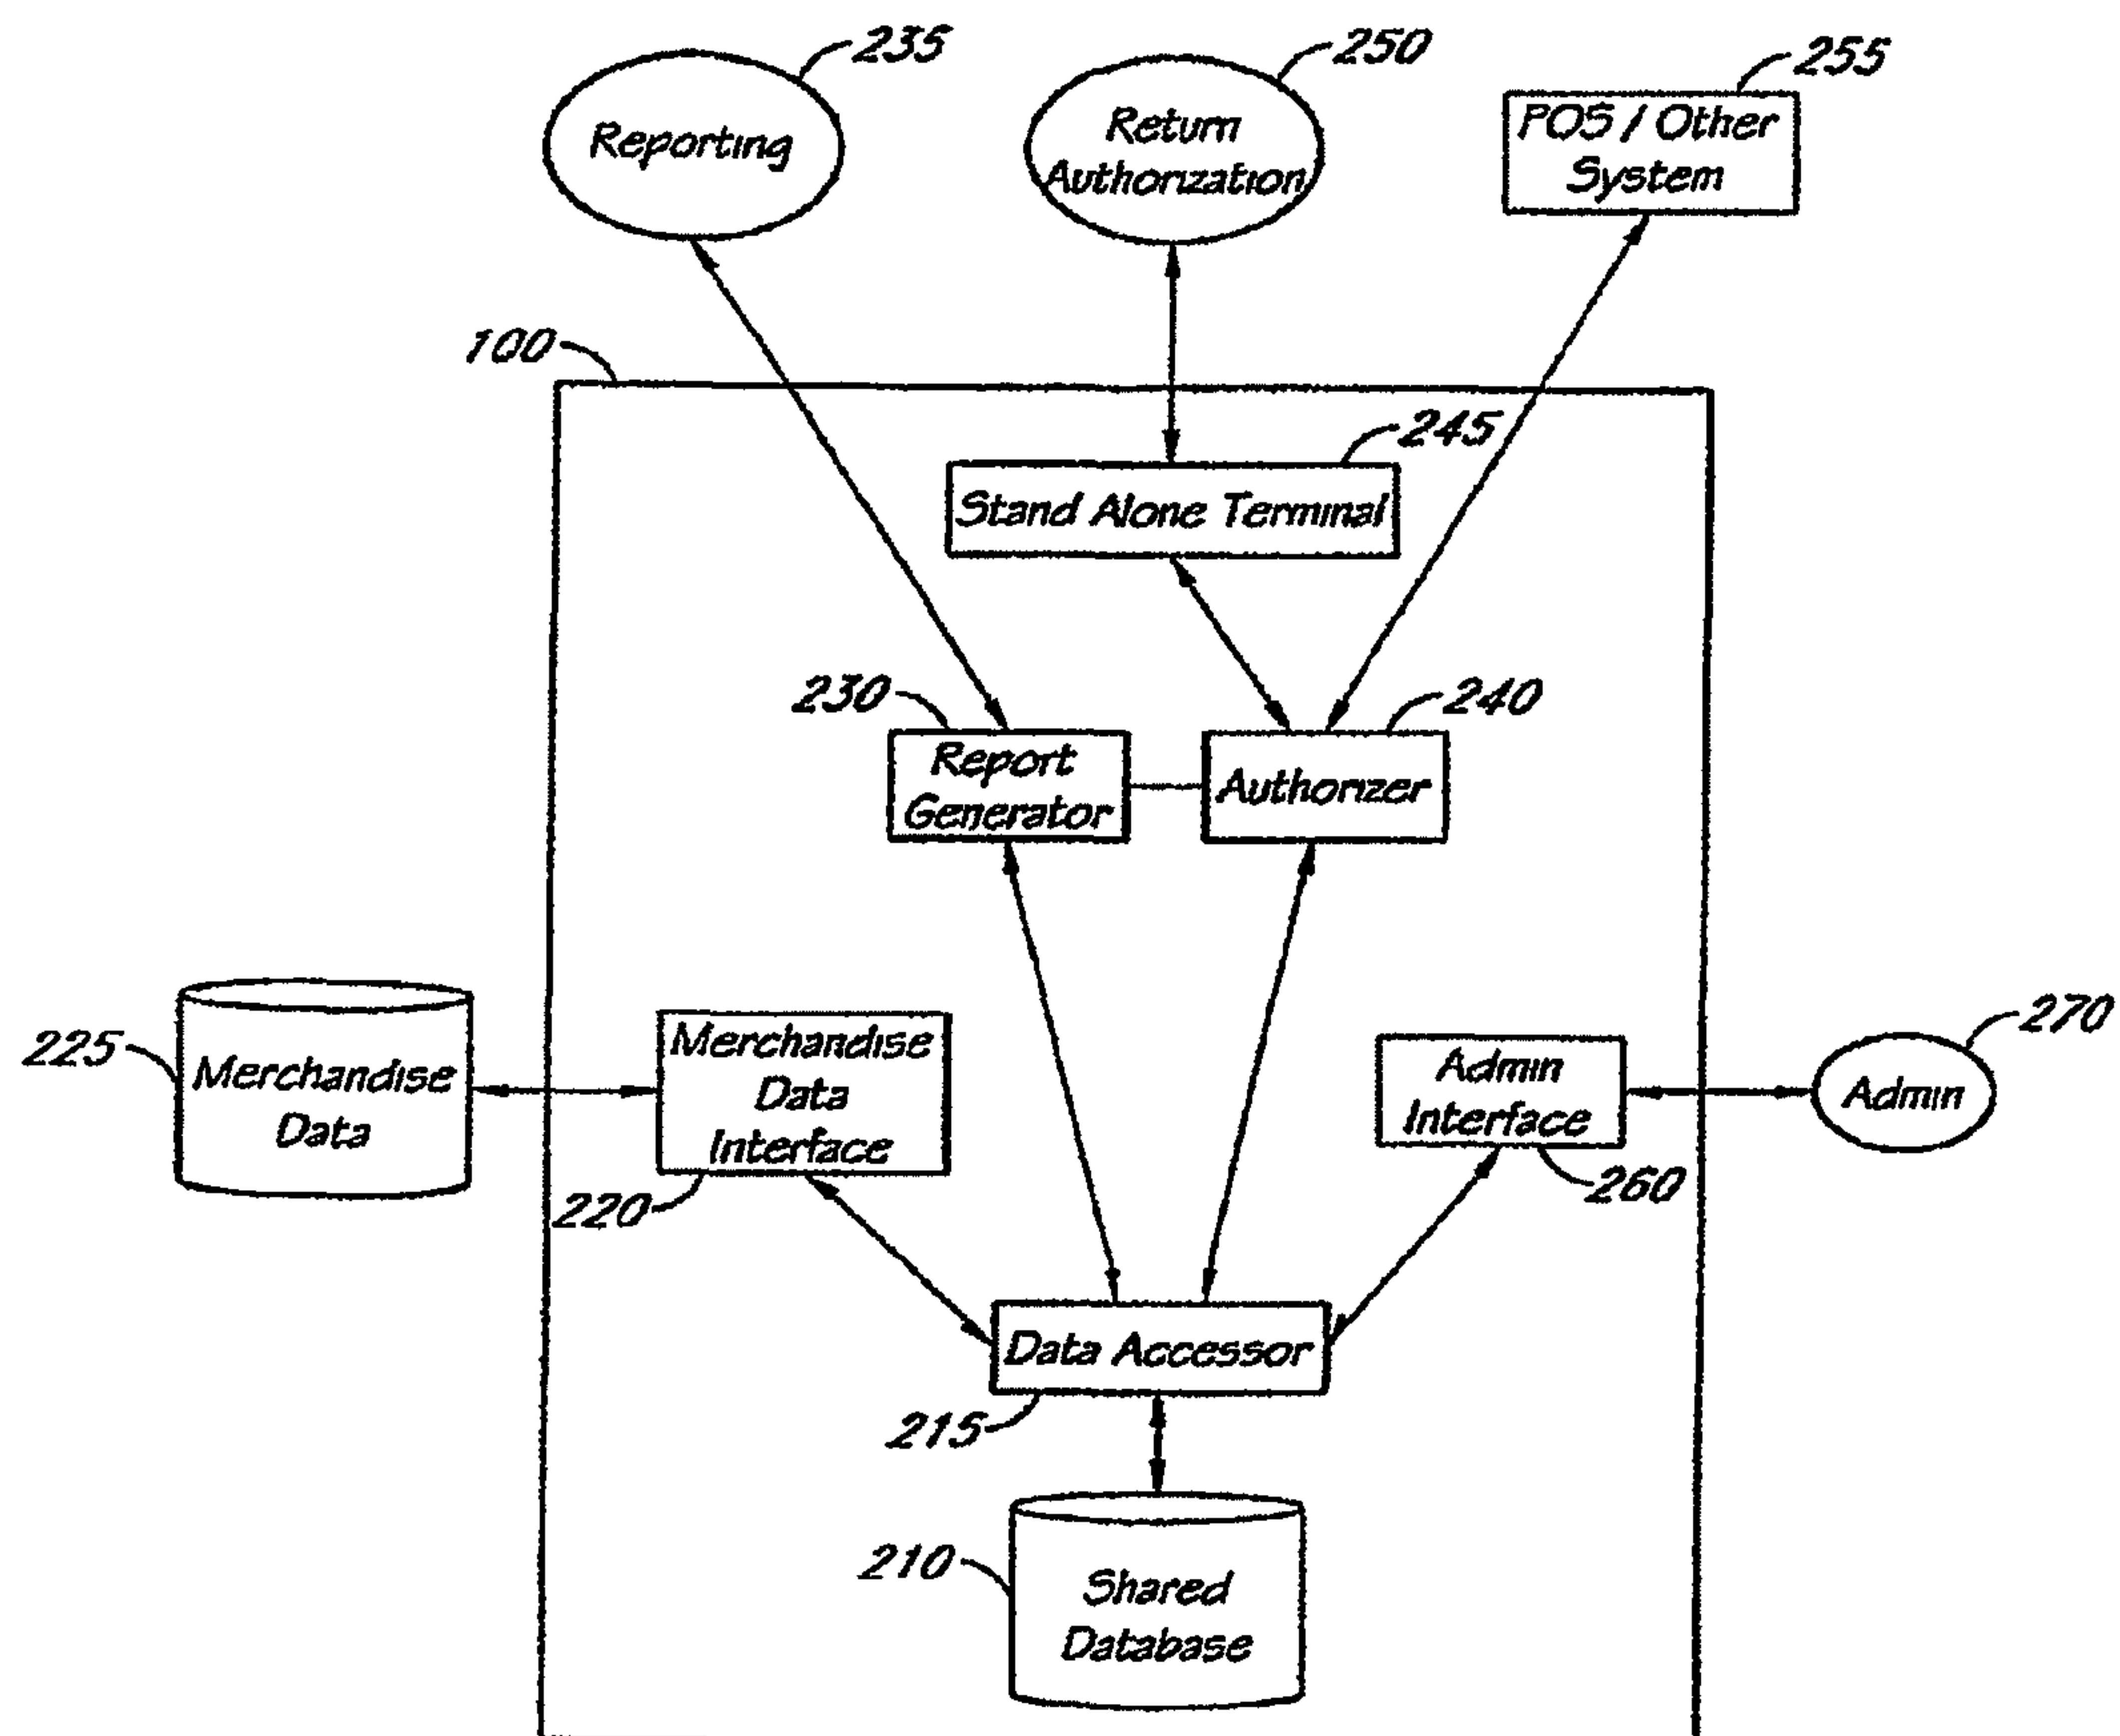 235
250
255
Reporting
Return
Authorization
POS / Other
System
100
245
Stand Alone Terminal
230
240
Report
Generator
Authorizer
225
Merchandise
Data
Merchandise
Data
Interface
220
Admin
Interface
260
270
Admin
Data Accessor
215
210
Shared
Database